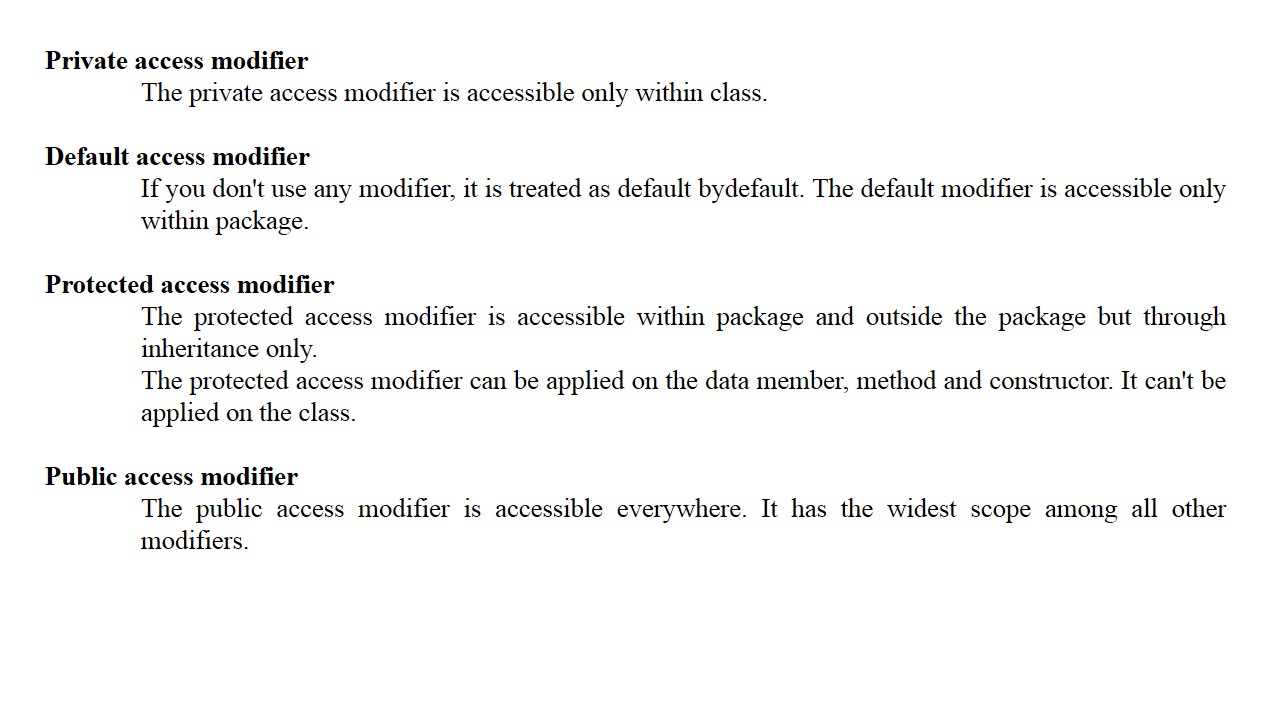 Private access modifier
The private access modifier is accessible only within class.
Default access modifier
If you don't use any modifier, it is treated as default bydefault. The default modifier is accessible only
within package.
Protected access modifier
The protected access modifier is accessible within package and outside the package but through
inheritance only.
The protected access modifier can be applied on the data member, method and constructor. It can't be
applied on the class.
Public access modifier
The public access modifier is accessible everywhere. It has the widest scope among all other
modifiers.